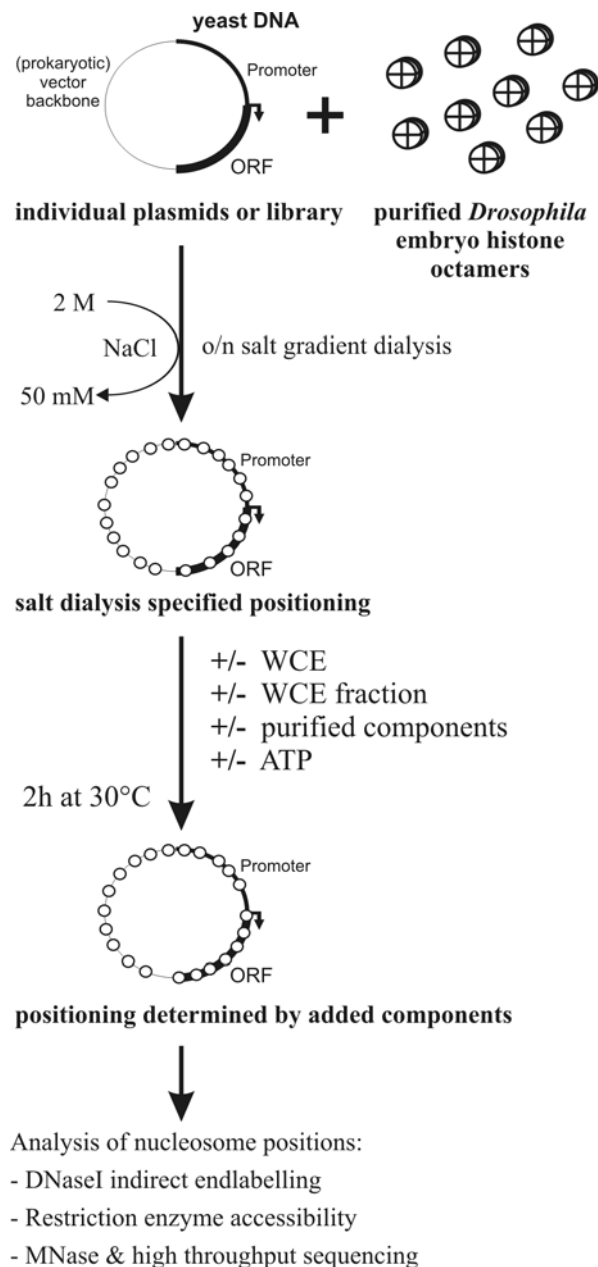 yeast DNA
(prokaryotic)
vector
backbone
Promoter
ORF
+
individual plasmids or library
purified Drosophila
embryo histone
octamers
2 M
NaCl
50 mM
o/n salt gradient dialysis
Promoter
ORF
salt dialysis specified positioning
+/- WCE
+/- WCE fraction
+/- purified components
+/- ATP
2h at 30°C
Promoter
ORF
positioning determined by added components
Analysis of nucleosome positions:
- DNaseI indirect endlabelling
- Restriction enzyme accessibility
- MNase & high throughput sequencing